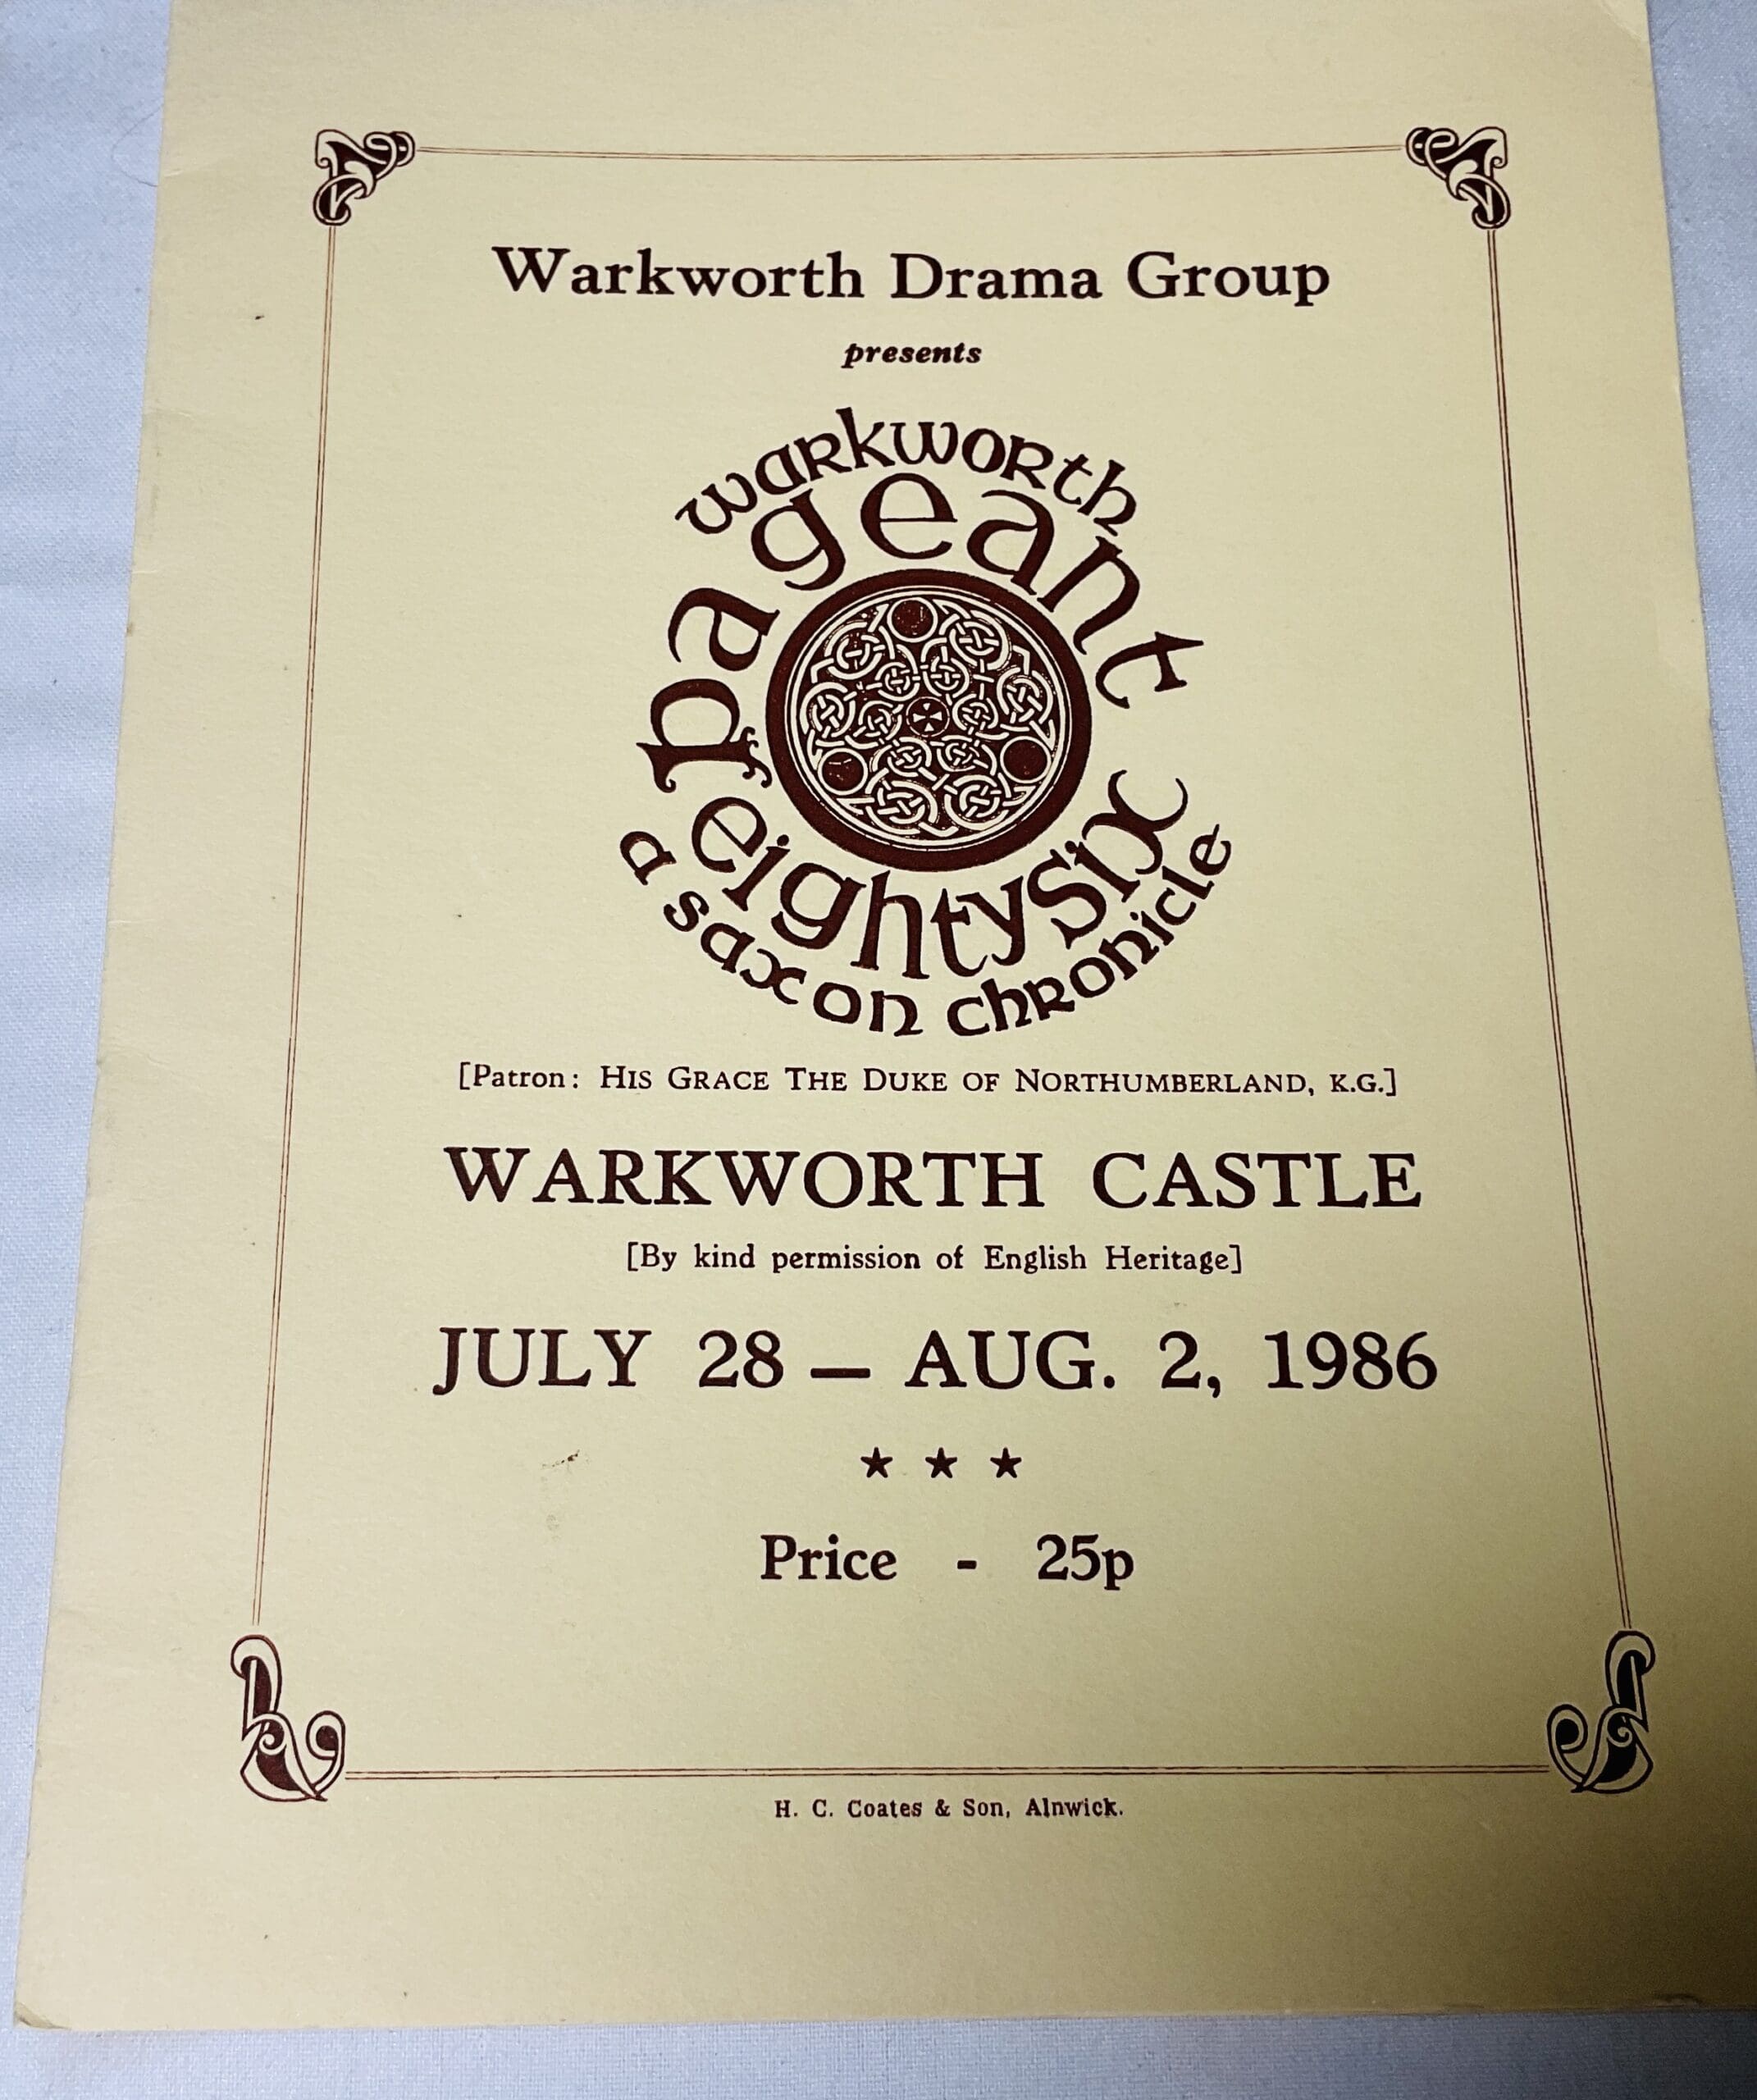 Warkworth Drama Group
presents
warkworth
pageant
eightysix
a saxon chronicle
[Patron: HIS GRACE THE DUKE OF NORTHUMBERLAND, K.G.]
WARKWORTH CASTLE
[By kind permission of English Heritage]
JULY 28 — AUG. 2, 1986
★ ★ ★
Price - 25p
H. C. Coates & Son, Alnwick.